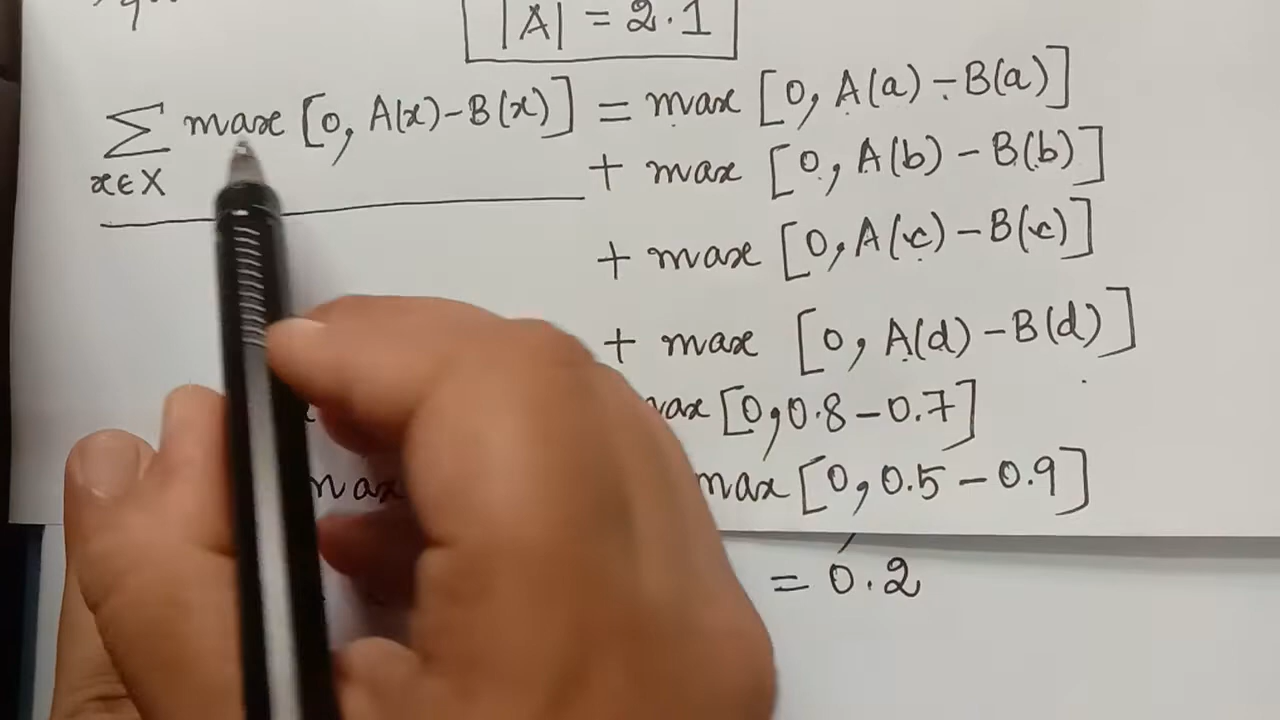 |A| = 2.1
∑ max [0, A(x)-B(x)] = max [0, A(a)-B(a)]
x∈X
+ max [0, A(b)-B(b)]
+ max [0, A(c)-B(c)]
+ max [0, A(d)-B(d)]
max [0,0.8-0.7]
max max [0, 0.5-0.9]
= 0.2